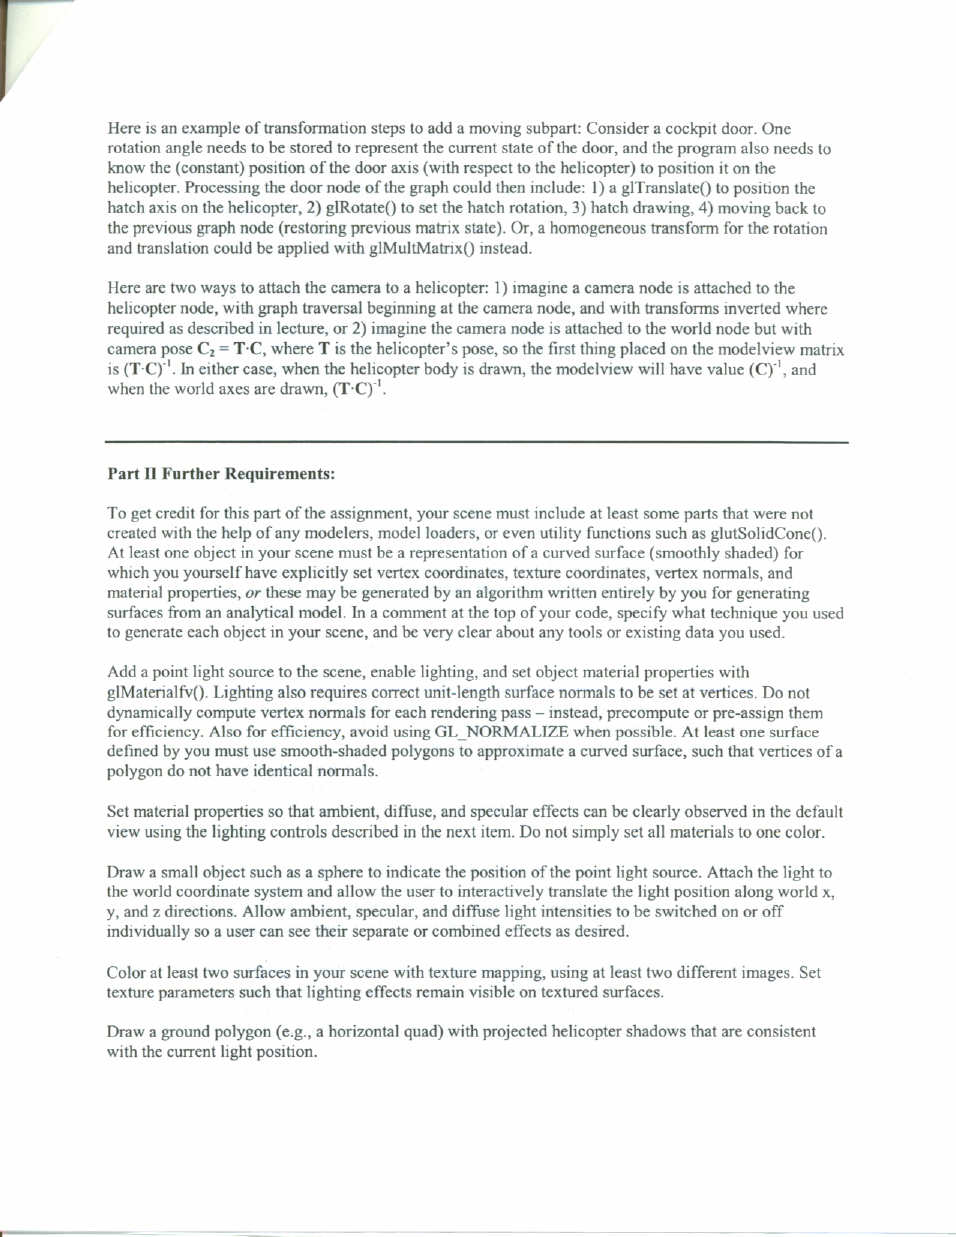 Here is an example of transformation steps to add a moving subpart: Consider a cockpit door. One
rotation angle needs to be stored to represent the current state of the door, and the program also needs to
know the (constant) position of the door axis (with respect to the helicopter) to position it on the
helicopter. Processing the door node of the graph could then include: 1) a glTranslate() to position the
hatch axis on the helicopter, 2) glRotate() to set the hatch rotation, 3) hatch drawing, 4) moving back to
the previous graph node (restoring previous matrix state). Or, a homogeneous transform for the rotation
and translation could be applied with glMultMatrix() instead.
Here are two ways to attach the camera to a helicopter: 1) imagine a camera node is attached to the
helicopter node, with graph traversal beginning at the camera node, and with transforms inverted where
required as described in lecture, or 2) imagine the camera node is attached to the world node but with
camera pose C₂ = T·C, where T is the helicopter's pose, so the first thing placed on the modelview matrix
is (T·C)⁻¹. In either case, when the helicopter body is drawn, the modelview will have value (C)⁻¹, and
when the world axes are drawn, (T·C)⁻¹.
Part II Further Requirements:
To get credit for this part of the assignment, your scene must include at least some parts that were not
created with the help of any modelers, model loaders, or even utility functions such as glutSolidCone().
At least one object in your scene must be a representation of a curved surface (smoothly shaded) for
which you yourself have explicitly set vertex coordinates, texture coordinates, vertex normals, and
material properties, or these may be generated by an algorithm written entirely by you for generating
surfaces from an analytical model. In a comment at the top of your code, specify what technique you used
to generate each object in your scene, and be very clear about any tools or existing data you used.
Add a point light source to the scene, enable lighting, and set object material properties with
glMaterialfv(). Lighting also requires correct unit-length surface normals to be set at vertices. Do not
dynamically compute vertex normals for each rendering pass – instead, precompute or pre-assign them
for efficiency. Also for efficiency, avoid using GL_NORMALIZE when possible. At least one surface
defined by you must use smooth-shaded polygons to approximate a curved surface, such that vertices of a
polygon do not have identical normals.
Set material properties so that ambient, diffuse, and specular effects can be clearly observed in the default
view using the lighting controls described in the next item. Do not simply set all materials to one color.
Draw a small object such as a sphere to indicate the position of the point light source. Attach the light to
the world coordinate system and allow the user to interactively translate the light position along world x,
y, and z directions. Allow ambient, specular, and diffuse light intensities to be switched on or off
individually so a user can see their separate or combined effects as desired.
Color at least two surfaces in your scene with texture mapping, using at least two different images. Set
texture parameters such that lighting effects remain visible on textured surfaces.
Draw a ground polygon (e.g., a horizontal quad) with projected helicopter shadows that are consistent
with the current light position.